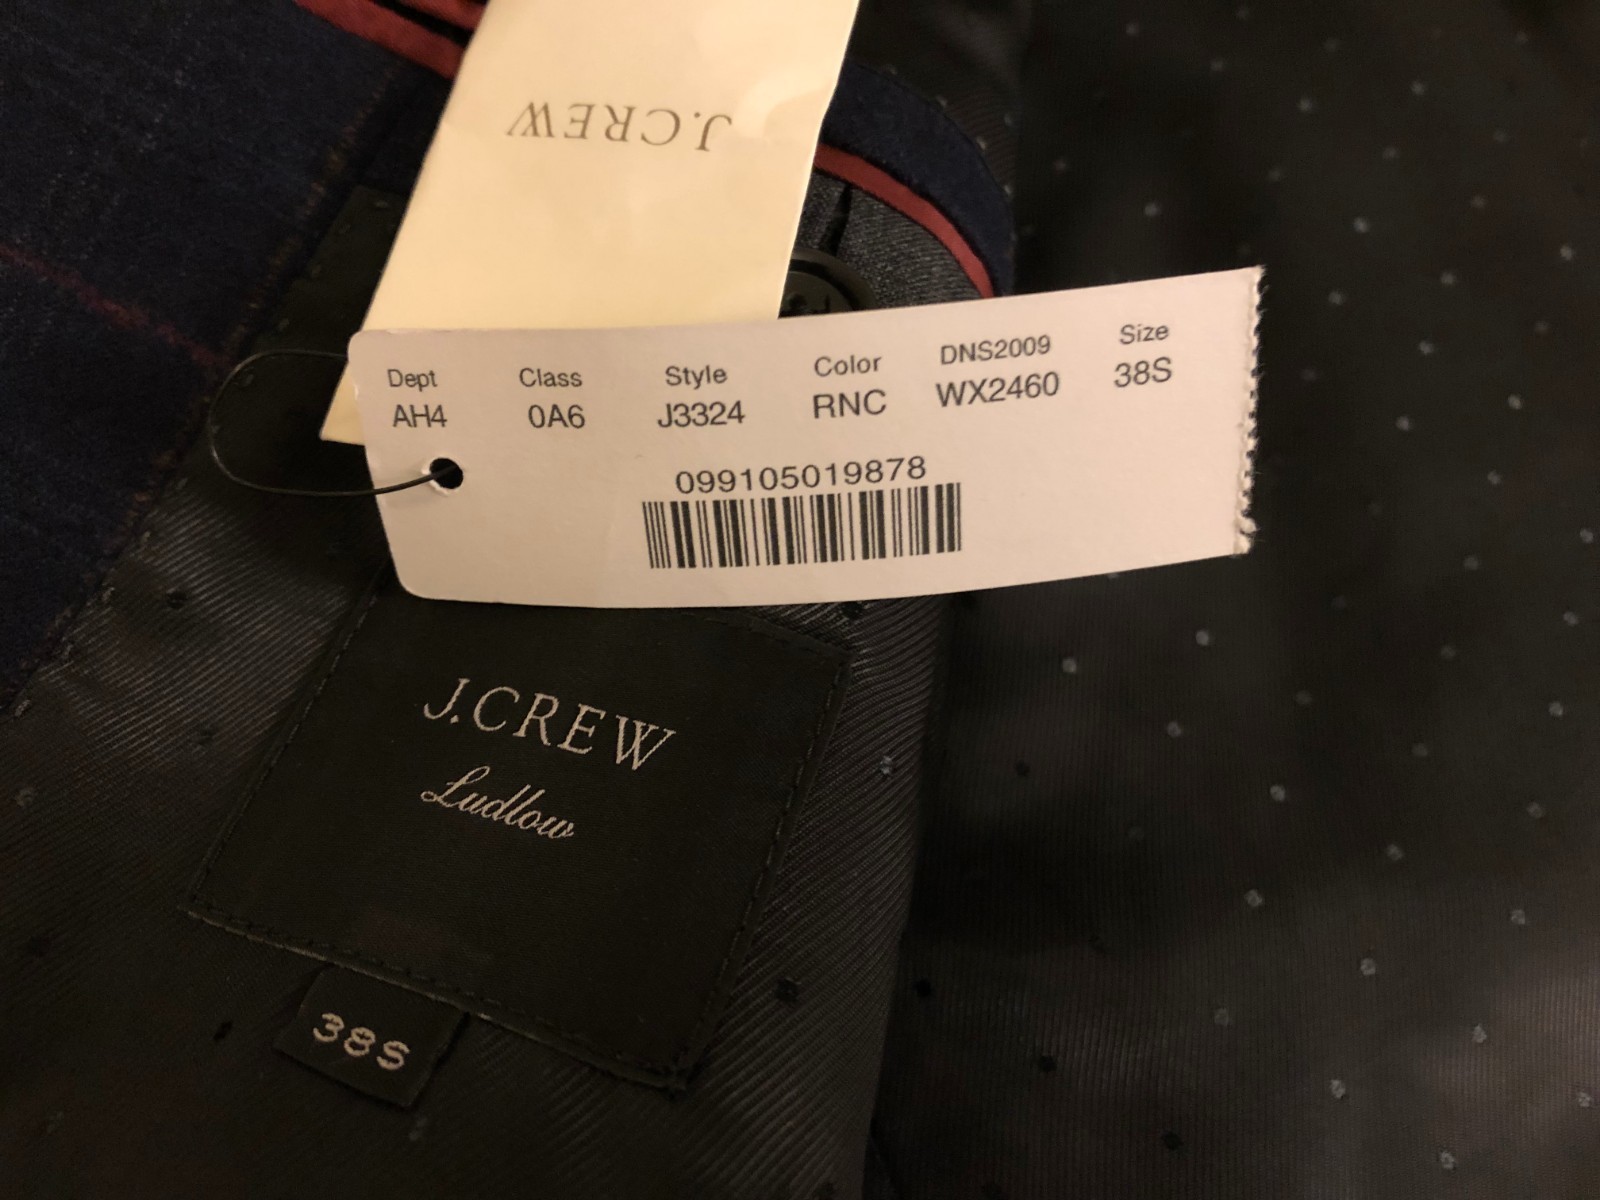 J.CREW
Dept Class Style Color DNS2009 Size
AH4 0A6 J3324 RNC WX2460 38S
099105019878
J.CREW
Ludlow
38S